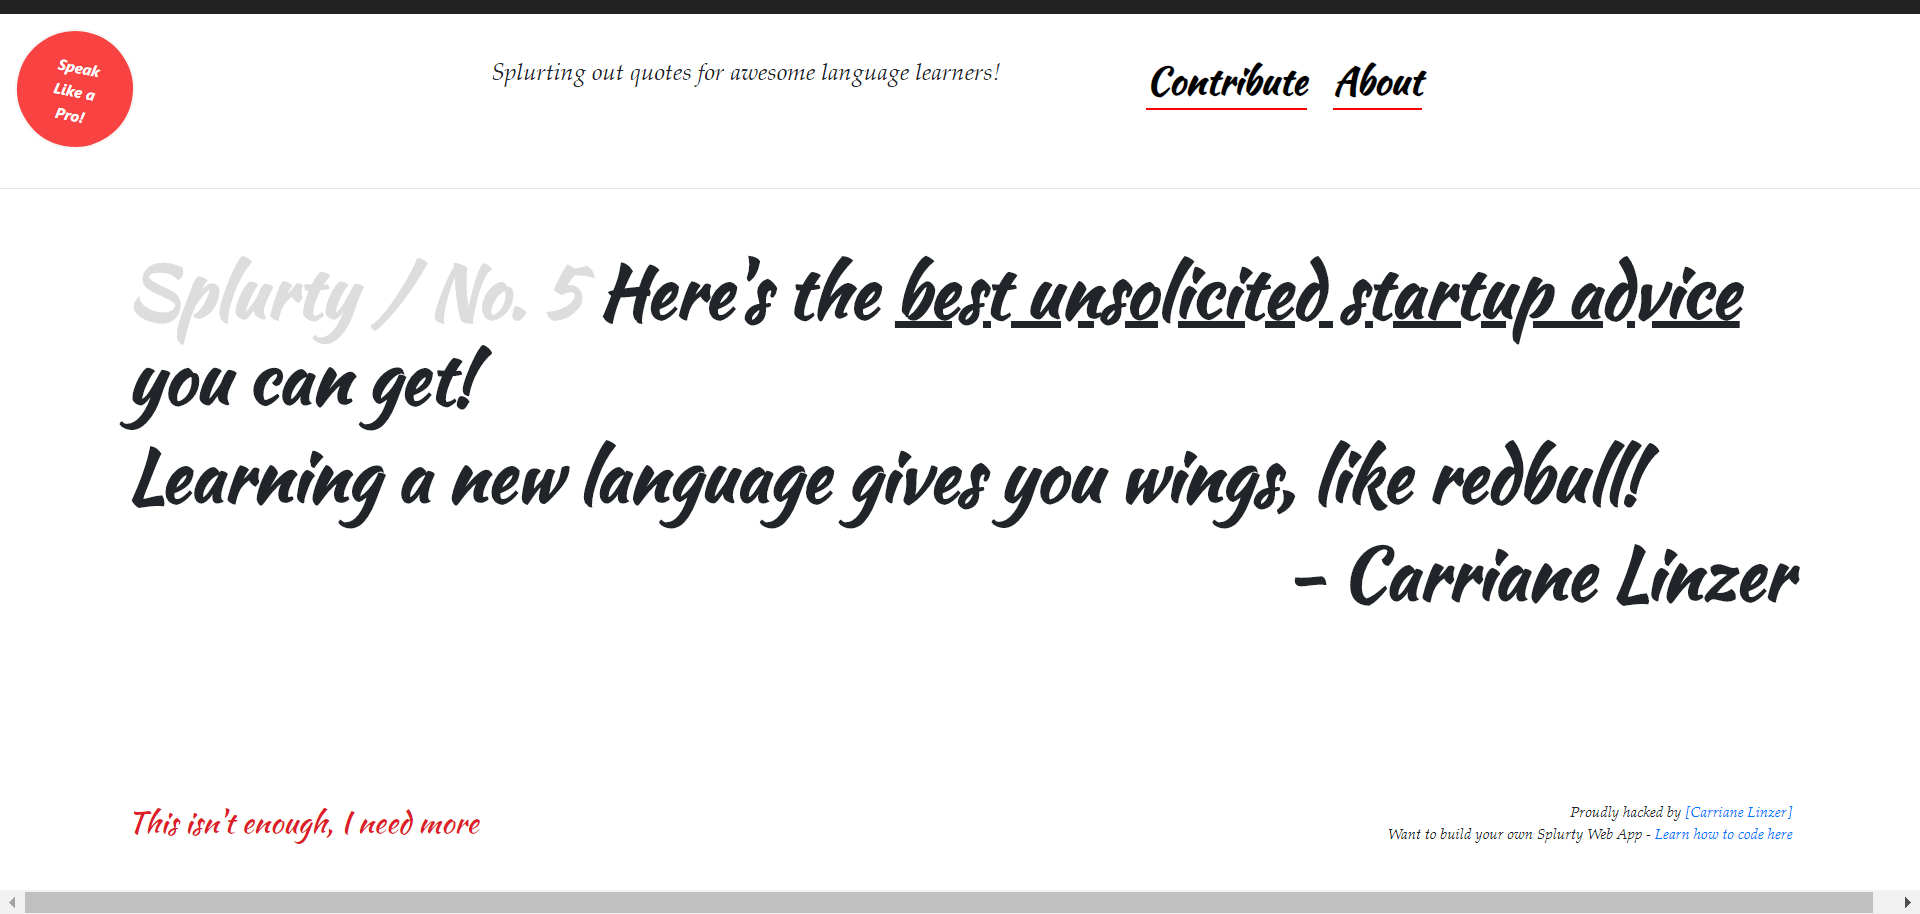 Speak
Like a
Pro!
Splurting out quotes for awesome language learners!
Contribute About
Splurty / No. 5 Here's the best unsolicited startup advice
you can get!
Learning a new language gives you wings, like redbull!
- Carriane Linzer
This isn't enough, I need more
Proudly hacked by [Carriane Linzer]
Want to build your own Splurty Web App - Learn how to code here